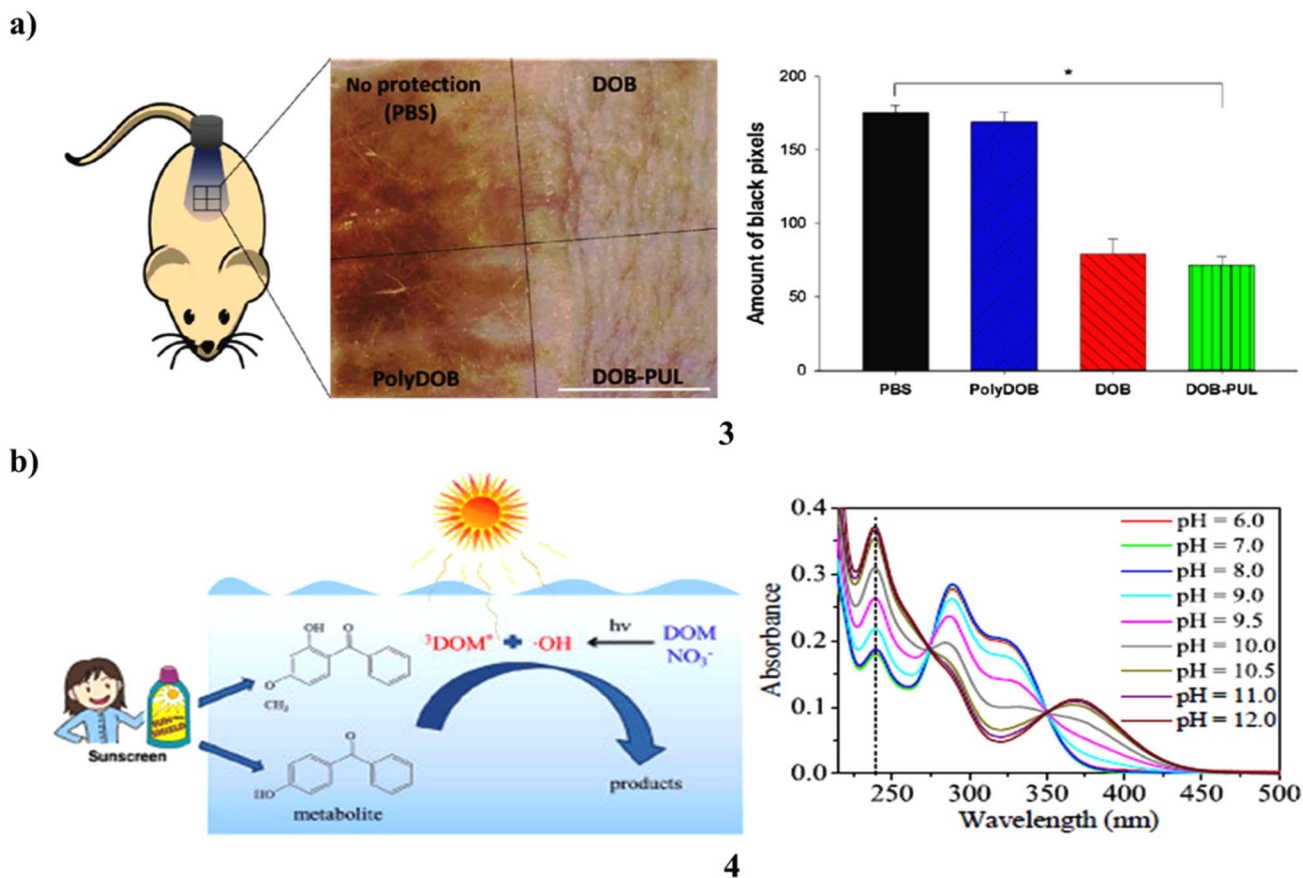 a)
No protection
(PBS)
DOB
PolyDOB
DOB-PUL
200
150
100
50
0
Amount of black pixels
*
PBS
PolyDOB
DOB
DOB-PUL
3
b)
Sunscreen
SUN
SHIELD
OH
O
O
CH3
³DOM* + ·OH
hν
DOM
NO3⁻
O
HO
metabolite
products
0.4
0.3
0.2
0.1
0.0
Absorbance
pH = 6.0
pH = 7.0
pH = 8.0
pH = 9.0
pH = 9.5
pH = 10.0
pH = 10.5
pH = 11.0
pH = 12.0
250 300 350 400 450 500
Wavelength (nm)
4